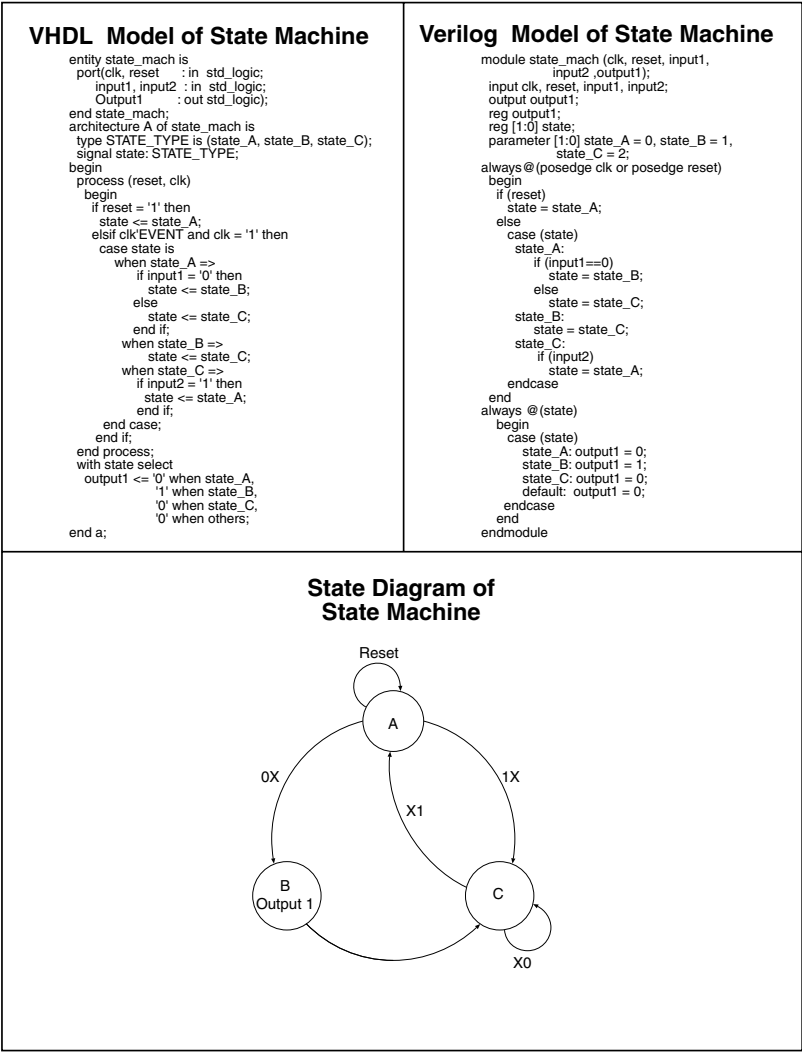 VHDL Model of State Machine
entity state_mach is
port(clk, reset : in std_logic;
input1, input2 : in std_logic;
Output1 : out std_logic);
end state_mach;
architecture A of state_mach is
type STATE_TYPE is (state_A, state_B, state_C);
signal state: STATE_TYPE;
begin
process (reset, clk)
begin
if reset = '1' then
state <= state_A;
elsif clk'EVENT and clk = '1' then
case state is
when state_A =>
if input1 = '0' then
state <= state_B;
else
state <= state_C;
end if;
when state_B =>
state <= state_C;
when state_C =>
if input2 = '1' then
state <= state_A;
end if;
end case;
end if;
end process;
with state select
output1 <= '0' when state_A,
'1' when state_B,
'0' when state_C,
'0' when others;
end a;
Verilog Model of State Machine
module state_mach (clk, reset, input1,
input2 ,output1);
input clk, reset, input1, input2;
output output1;
reg output1;
reg [1:0] state;
parameter [1:0] state_A = 0, state_B = 1,
state_C = 2;
always@(posedge clk or posedge reset)
begin
if (reset)
state = state_A;
else
case (state)
state_A:
if (input1==0)
state = state_B;
else
state = state_C;
state_B:
state = state_C;
state_C:
if (input2)
state = state_A;
endcase
end
always @(state)
begin
case (state)
state_A: output1 = 0;
state_B: output1 = 1;
state_C: output1 = 0;
default: output1 = 0;
endcase
end
endmodule
State Diagram of
State Machine
Reset
A
0X
1X
X1
B
Output 1
C
X0